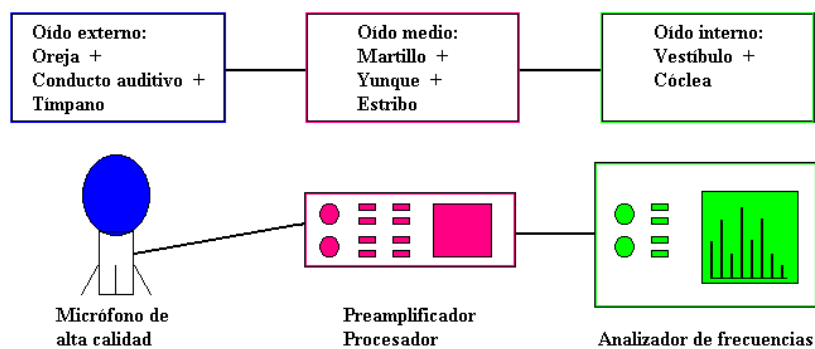 Oído externo:
Oreja +
Conducto auditivo +
Tímpano
Oído medio:
Martillo +
Yunque +
Estribo
Oído interno:
Vestíbulo +
Cóclea
Micrófono de
alta calidad
Preamplificador
Procesador
Analizador de frecuencias